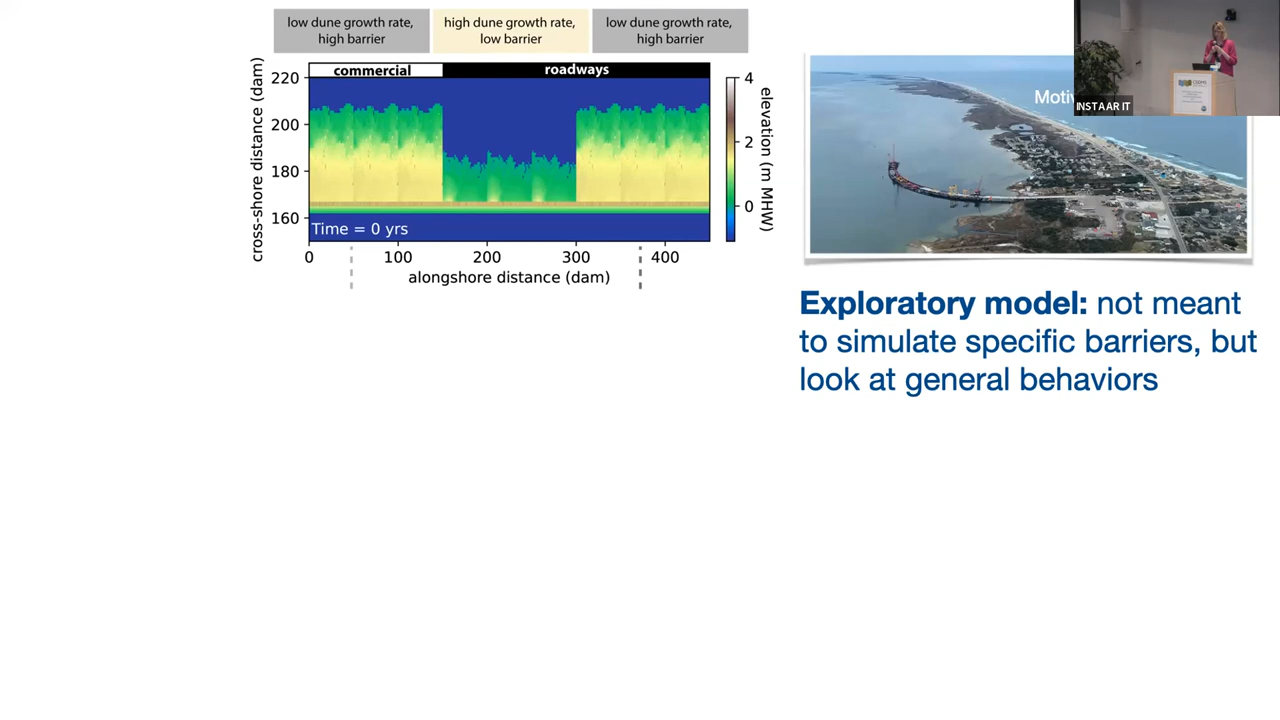 low dune growth rate,
high barrier
high dune growth rate,
low barrier
low dune growth rate,
high barrier
commercial
roadways
220
200
180
160
cross-shore distance (dam)
Time = 0 yrs
0
100
200
300
400
alongshore distance (dam)
4
2
0
elevation (m MHW)
Motiv
INSTAAR IT
Exploratory model: not meant
to simulate specific barriers, but
look at general behaviors